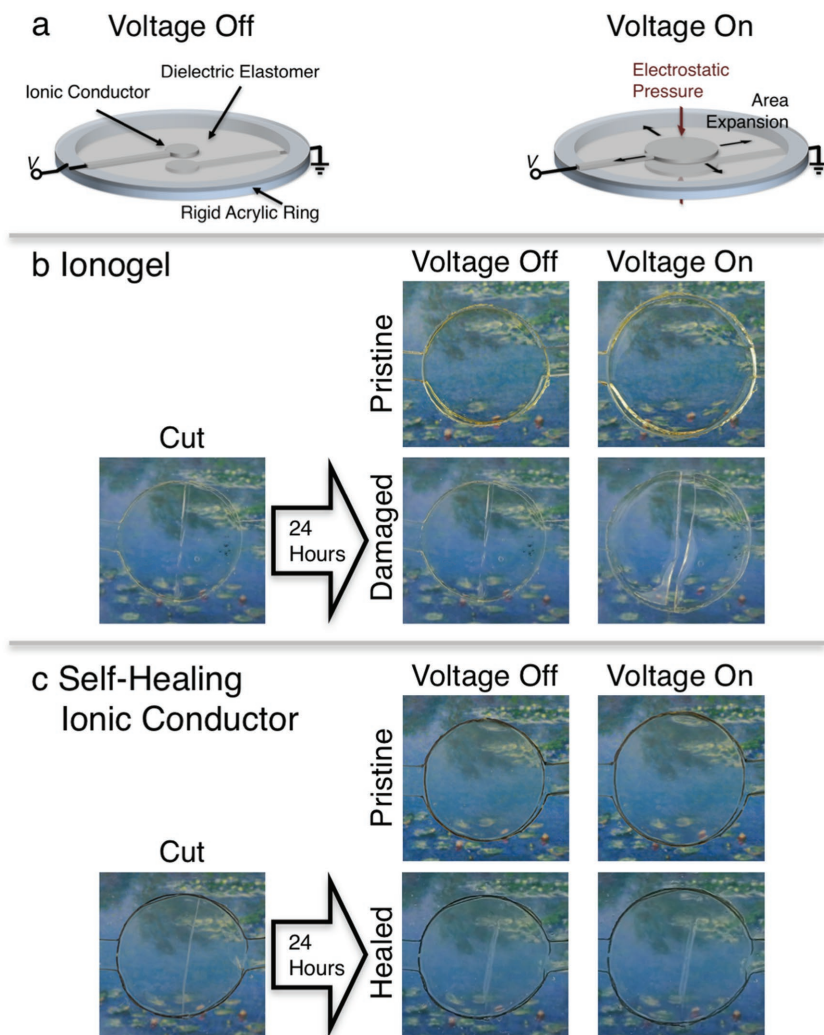 a
Voltage Off
Voltage On
Ionic Conductor
Dielectric Elastomer
V
Rigid Acrylic Ring
Electrostatic
Pressure
Area
Expansion
V
b Ionogel
Voltage Off
Voltage On
Pristine
Cut
24
Hours
Damaged
c Self-Healing
Ionic Conductor
Voltage Off
Voltage On
Pristine
Cut
24
Hours
Healed